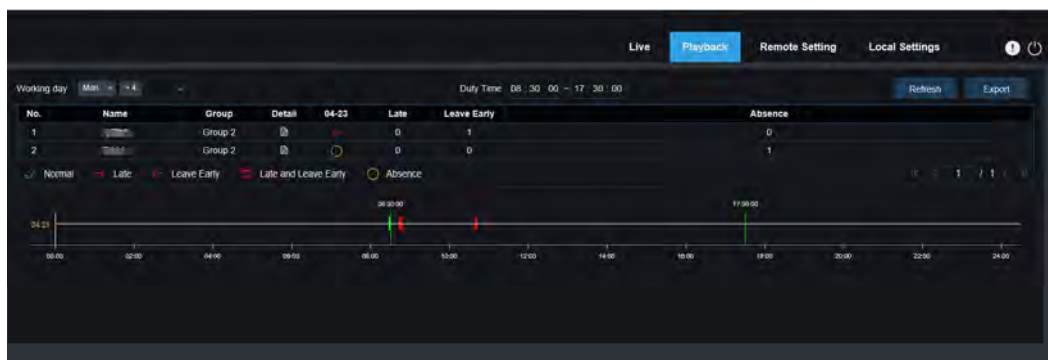 Live Playback Remote Setting Local Settings
Working day Mon Duty Time 08 : 30 : 00 - 17 : 30 : 00 Refresh Export
No. Name Group Detail 04-23 Late Leave Early Absence
1 Group 2 0 1 0
2 Group 2 0 0 1
Normal Late Leave Early Late and Leave Early Absence 1 / 1
08:30:00 17:30:00
04-23
00:00 02:00 04:00 06:00 08:00 10:00 12:00 14:00 16:00 18:00 20:00 22:00 24:00